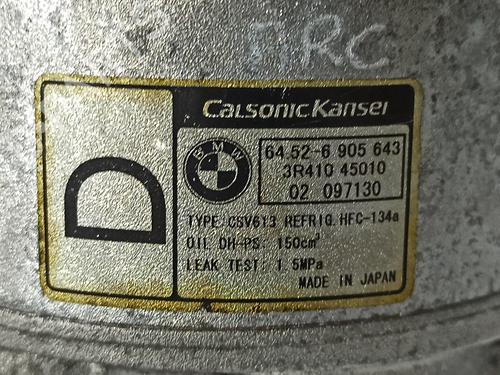 ARC
CalsonicKansei
D
BMW
64.52-6 905 643
3R410 45010
02 097130
TYPE: CSV613 REFRIG. HFC-134a
OIL DH-PS: 150cm³
LEAK TEST: 1.5MPa
MADE IN JAPAN